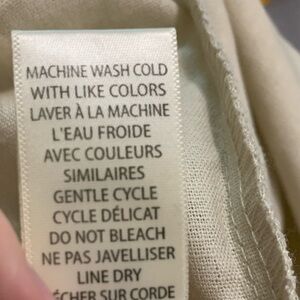 MACHINE WASH COLD
WITH LIKE COLORS
LAVER À LA MACHINE
L'EAU FROIDE
AVEC COULEURS
SIMILAIRES
GENTLE CYCLE
CYCLE DÉLICAT
DO NOT BLEACH
NE PAS JAVELLISER
LINE DRY
SUR CORDE